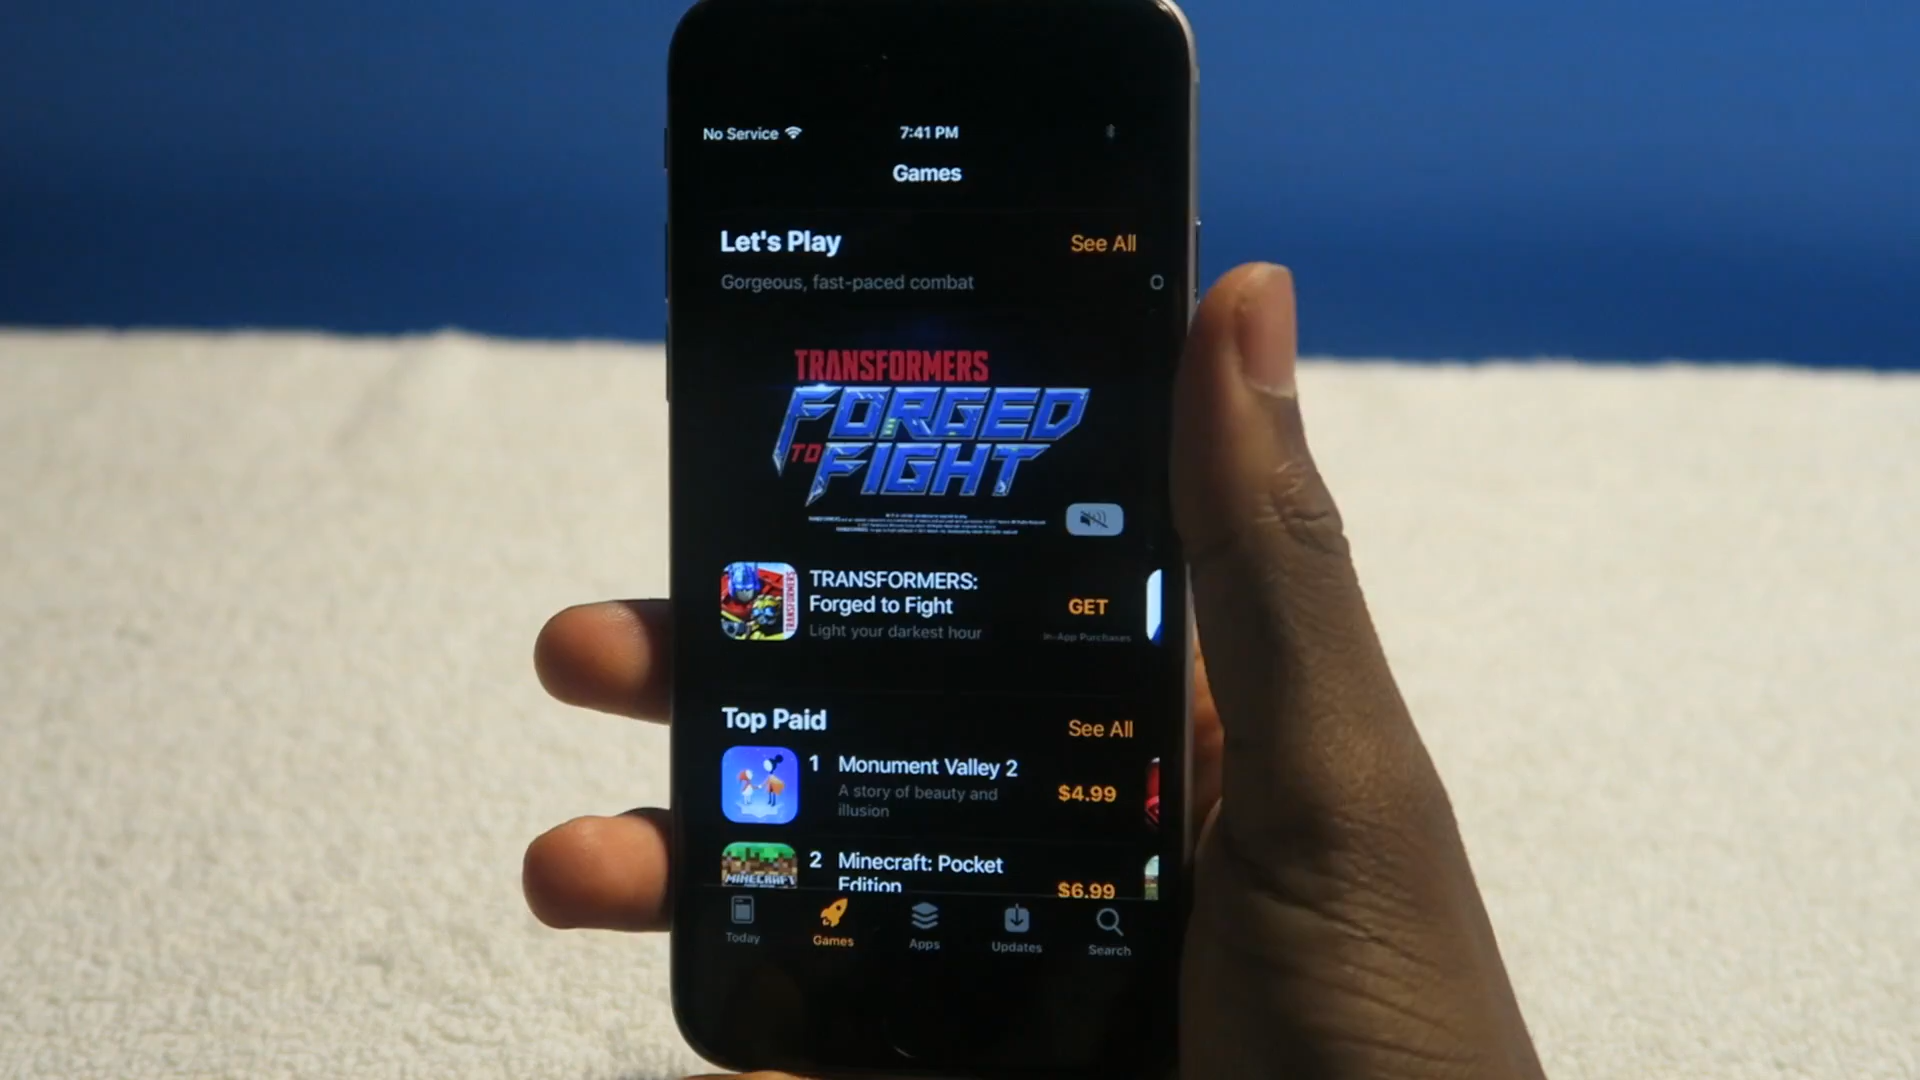 No Service
7:41 PM
Games
Let's Play
See All
Gorgeous, fast-paced combat
O
TRANSFORMERS
FORGED
TO
FIGHT
TRANSFORMERS:
Forged to Fight
Light your darkest hour
GET
In-App Purchases
TRANSFORMERS
Top Paid
See All
1
Monument Valley 2
A story of beauty and
illusion
$4.99
2
Minecraft: Pocket
Edition
$6.99
MINECRAFT
Today
Games
Apps
Updates
Search